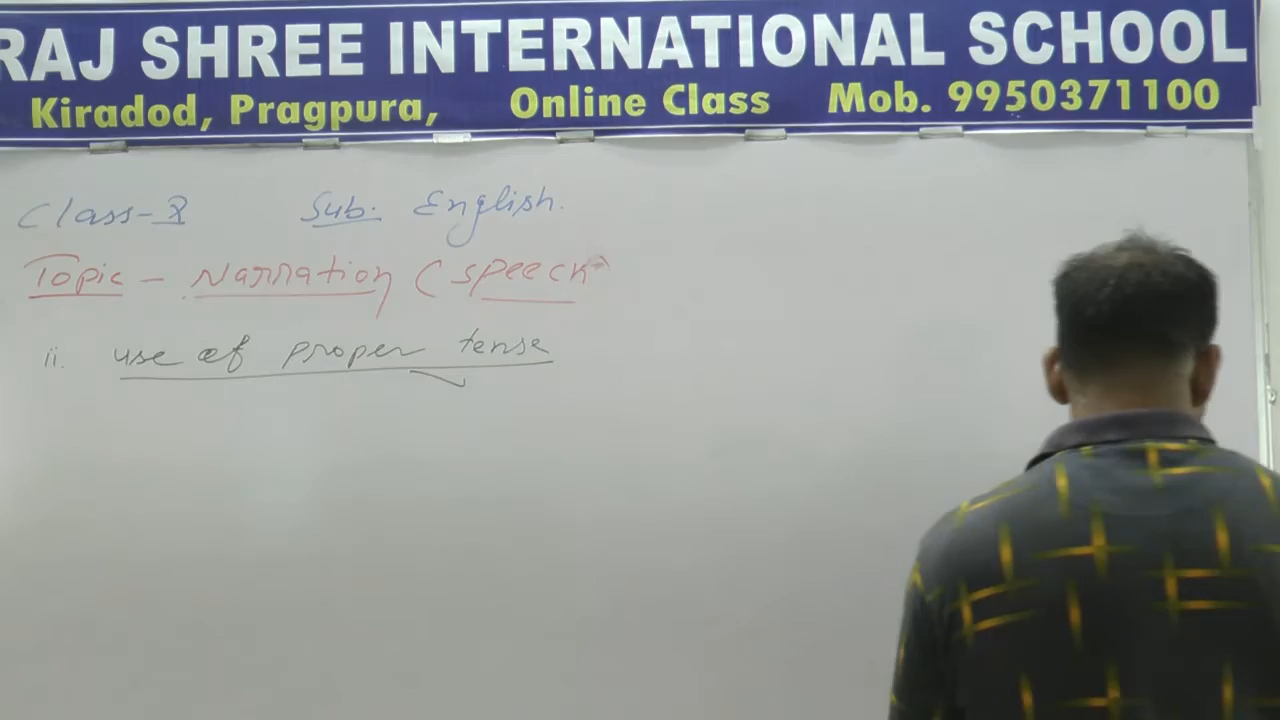 RAJ SHREE INTERNATIONAL SCHOOL
Kiradod, Pragpura, Online Class Mob. 9950371100
Class-X Sub. English.
Topic - Narration (speech)
ii. use of proper tense